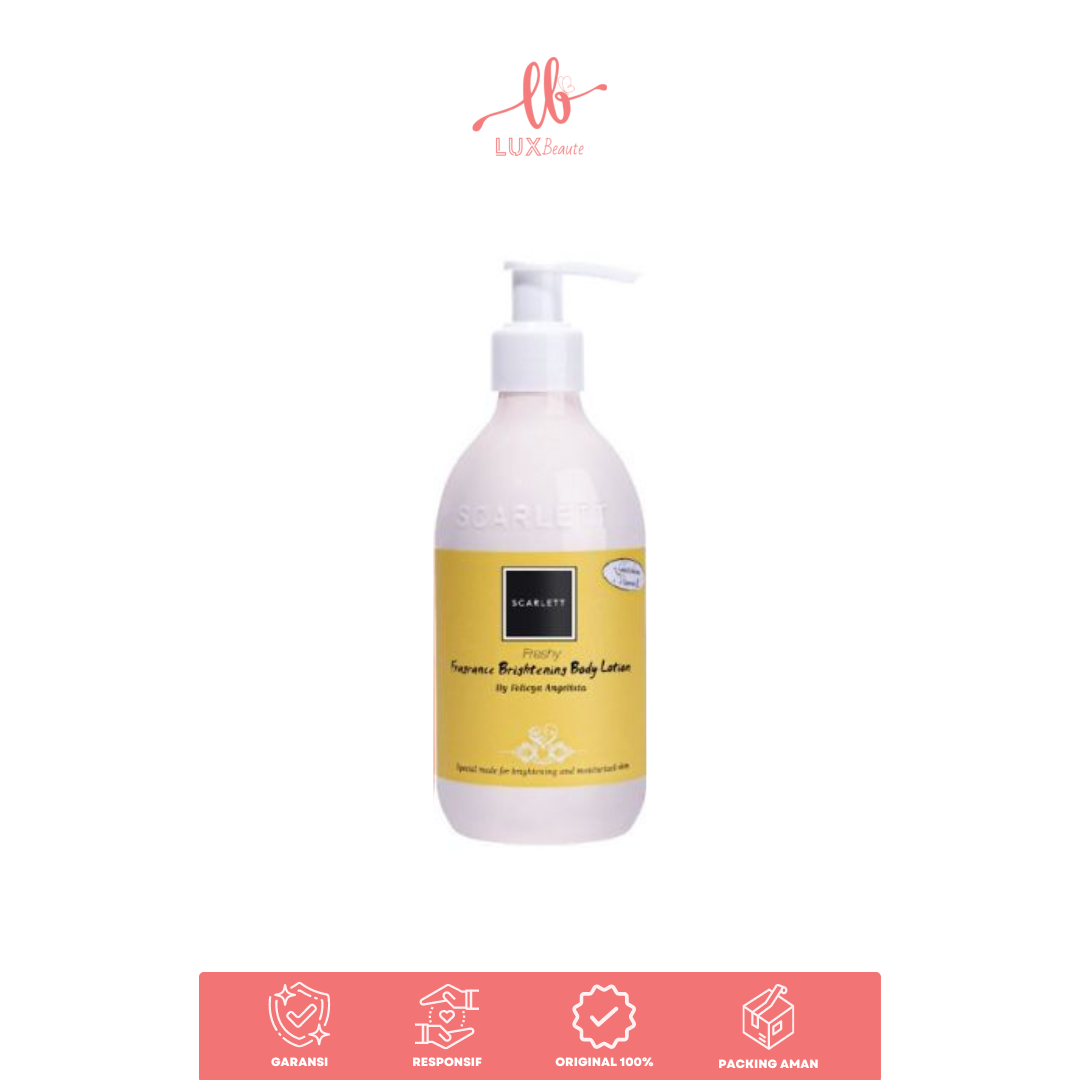 lb
LUX Beaute
SCARLETT
SCARLETT
Freshy
Fragrance Brightening Body Lotion
By Felicya Angelista
Special made for brightening and moisturized skin
GARANSI
RESPONSIF
ORIGINAL 100%
PACKING AMAN